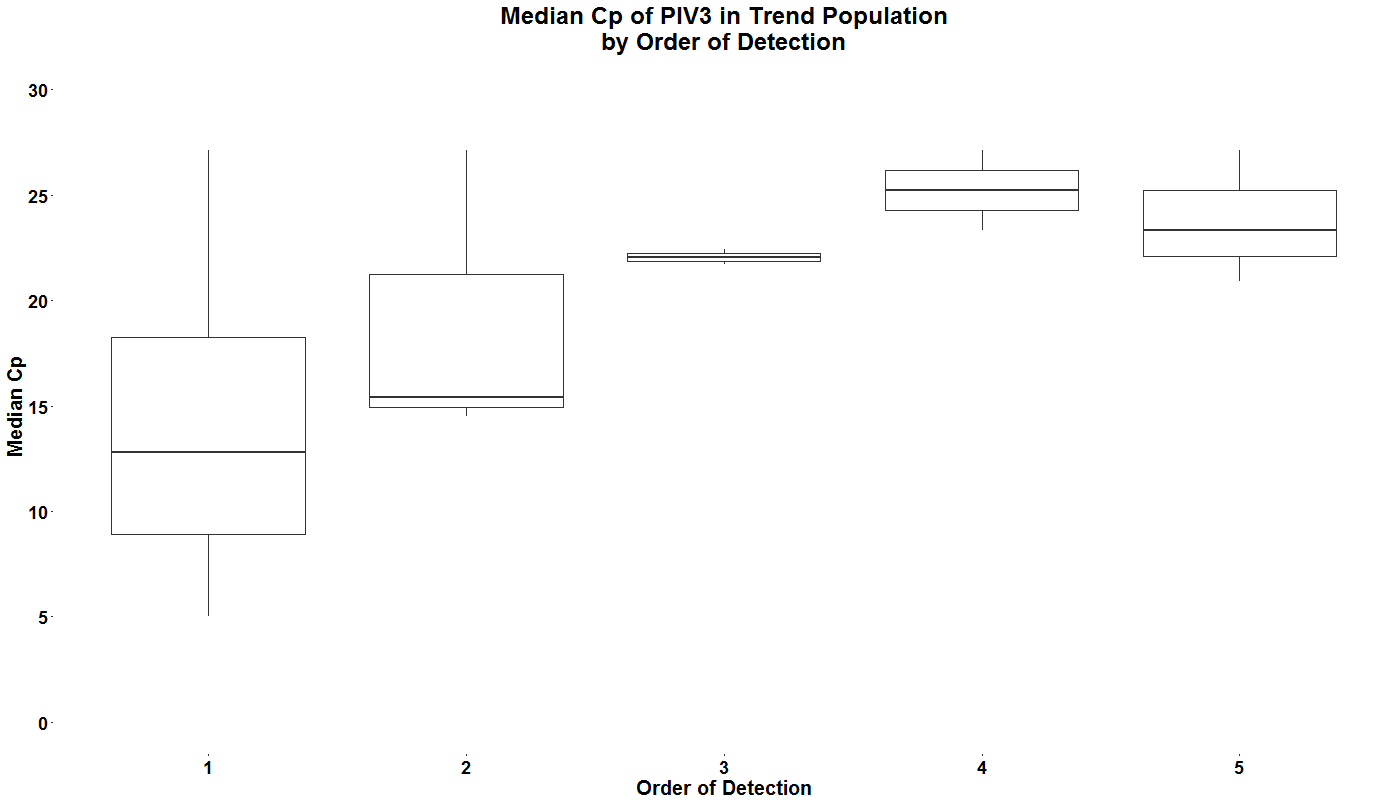 Median Cp of PIV3 in Trend Population
by Order of Detection
30
25
20
15
10
5
0
Median Cp
1 2 3 4 5
Order of Detection